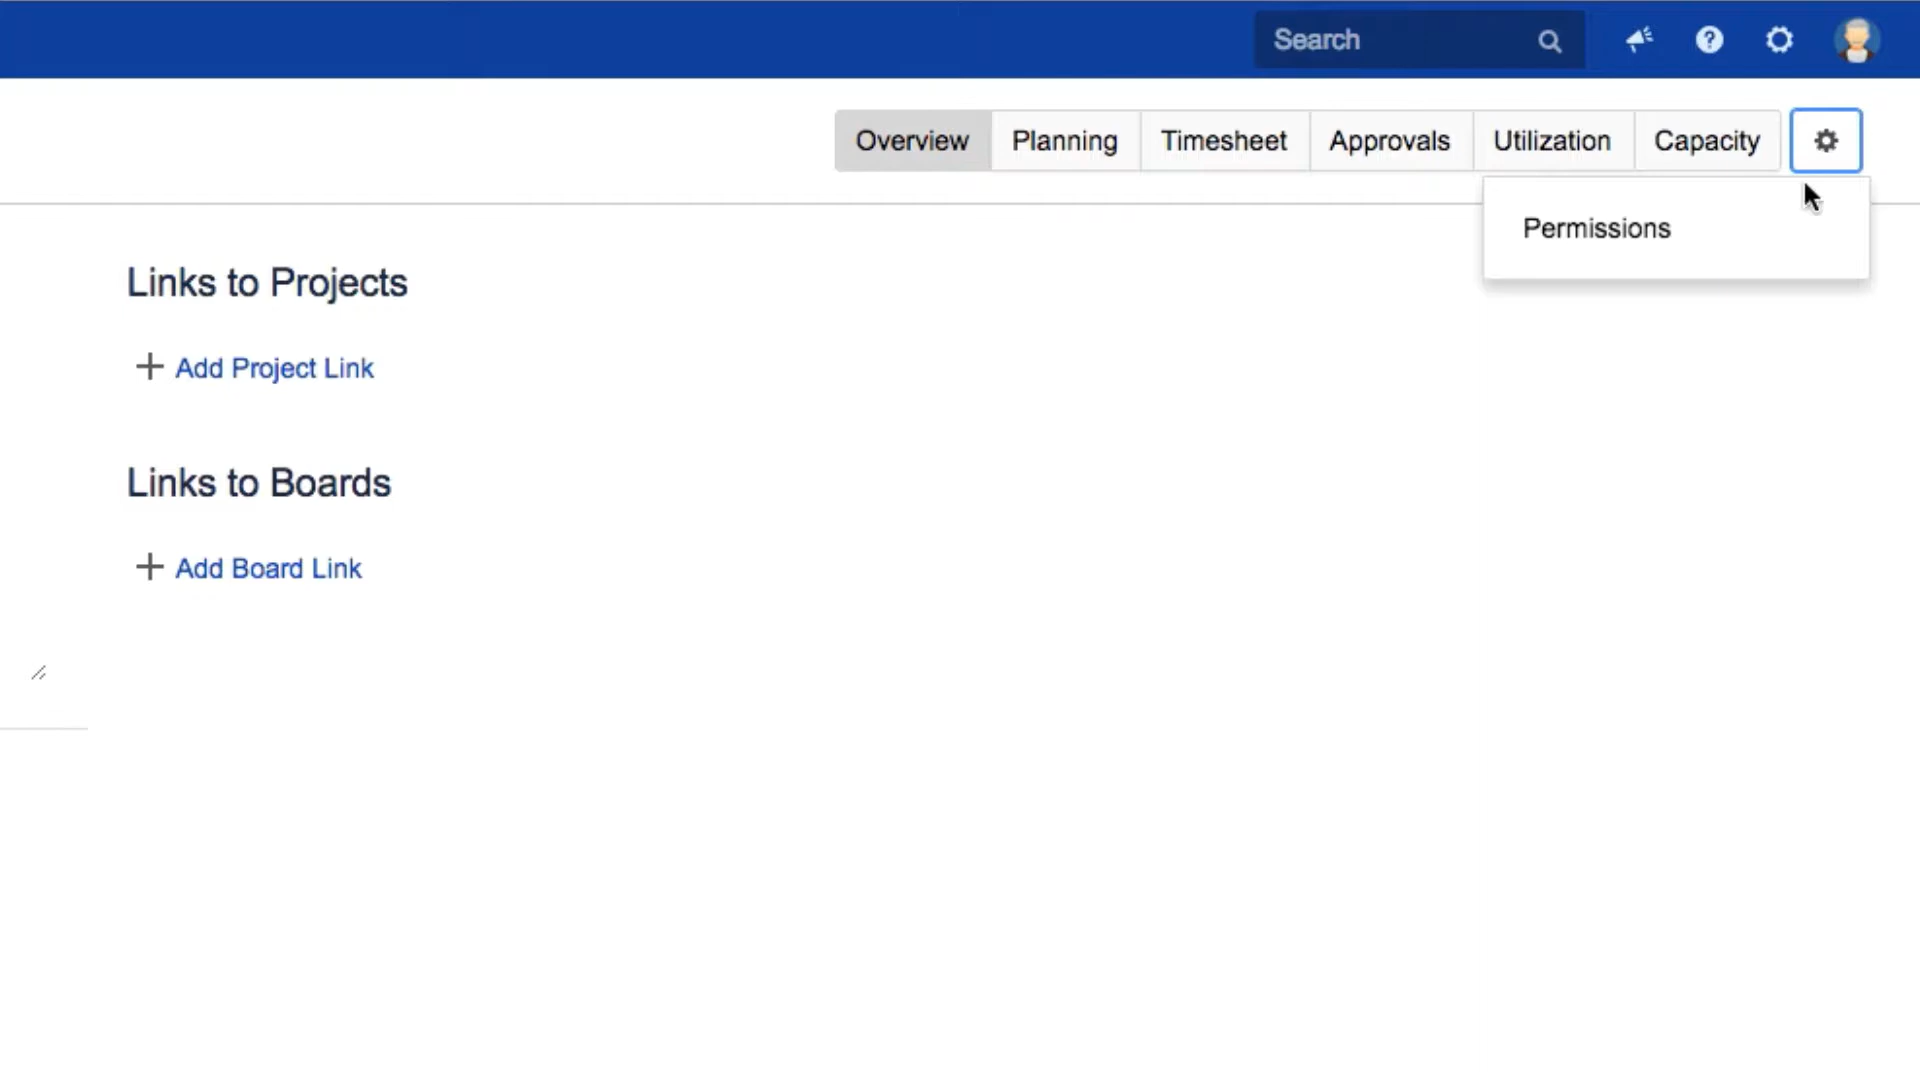 Search
Overview Planning Timesheet Approvals Utilization Capacity
Permissions
Links to Projects
Add Project Link
Links to Boards
Add Board Link